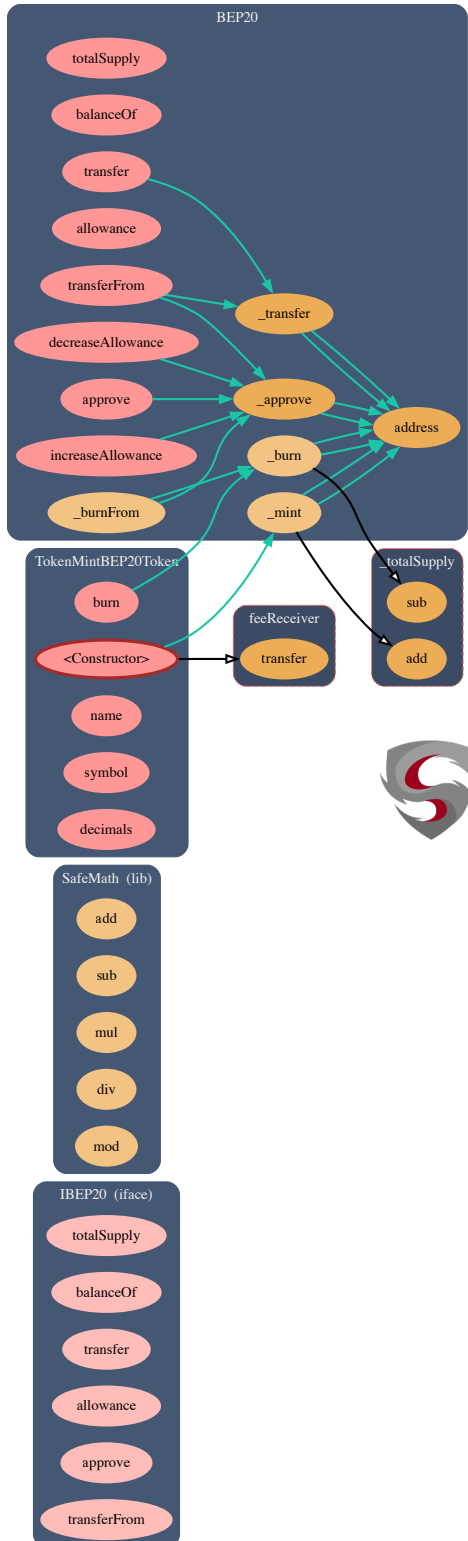 BEP20
totalSupply
balanceOf
transfer
allowance
transferFrom
_transfer
decreaseAllowance
approve
_approve
address
increaseAllowance
_burn
_burnFrom
_mint
TokenMintBEP20Token
_totalSupply
burn
feeReceiver
sub
<Constructor>
transfer
add
name
symbol
decimals
SafeMath (lib)
add
sub
mul
div
mod
IBEP20 (iface)
totalSupply
balanceOf
transfer
allowance
approve
transferFrom